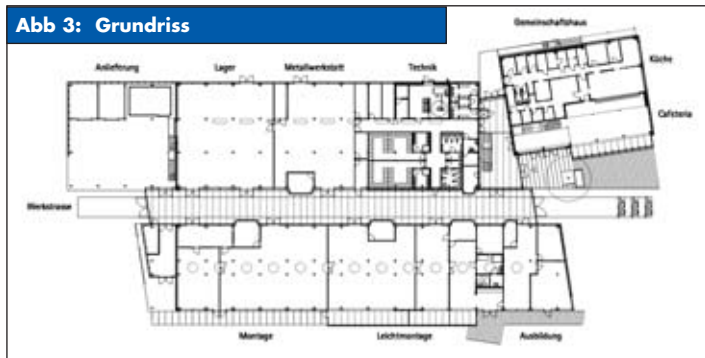 Abb 3: Grundriss
Gemeinschaftshaus
Anlieferung
Lager
Metallwerkstatt
Technik
Küche
Cafeteria
Werkstrasse
Montage
Leichtmontage
Ausbildung